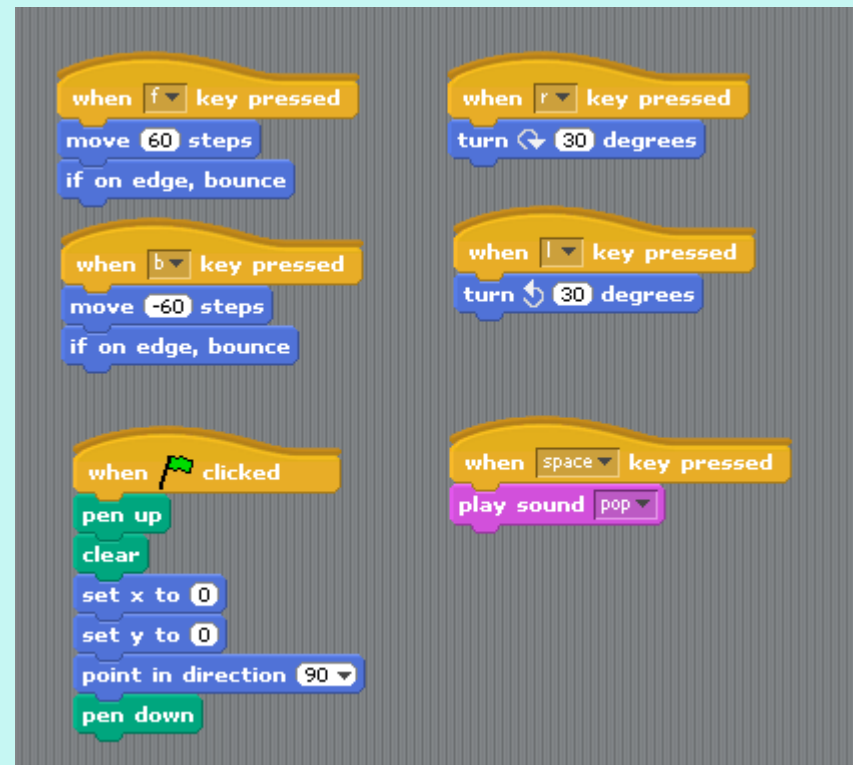 when f key pressed
move 60 steps
if on edge, bounce
when b key pressed
move -60 steps
if on edge, bounce
when clicked
pen up
clear
set x to 0
set y to 0
point in direction 90
pen down
when r key pressed
turn 30 degrees
when l key pressed
turn 30 degrees
when space key pressed
play sound pop